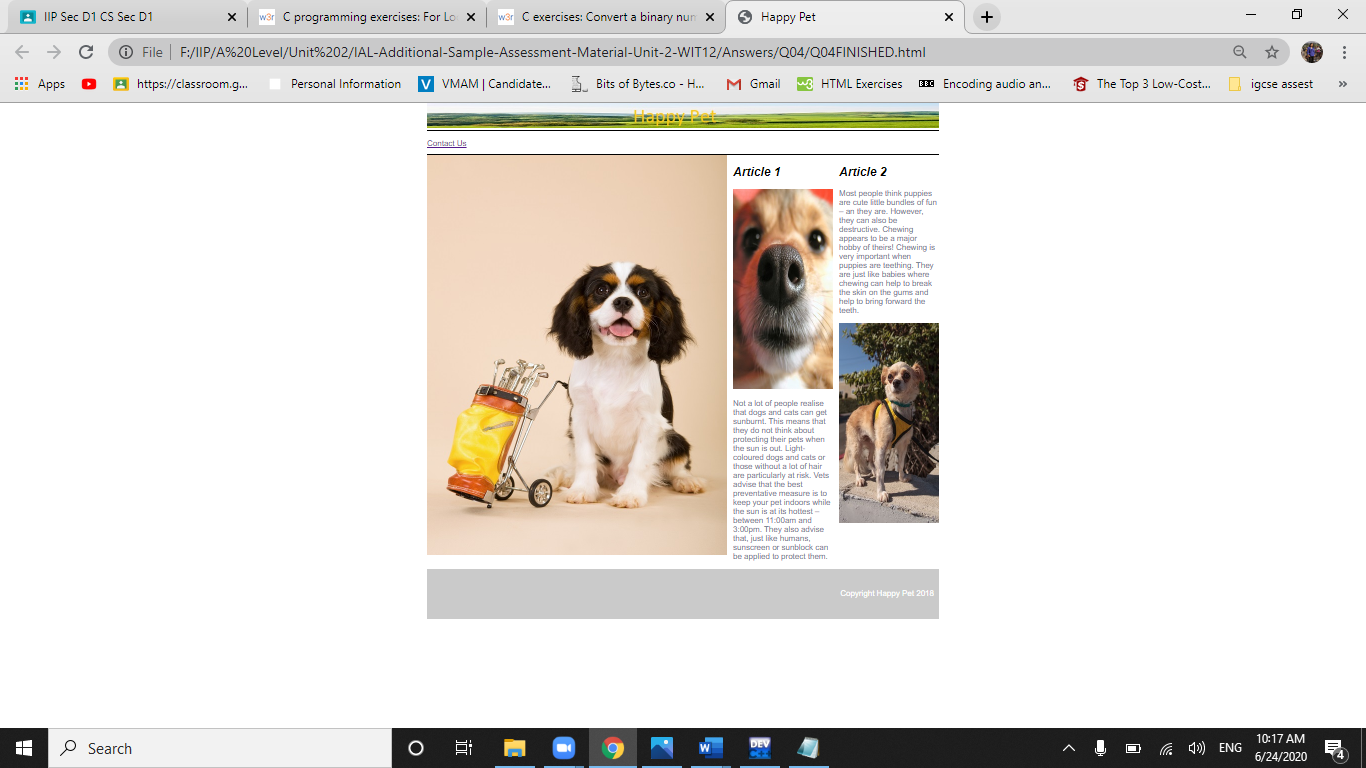 IIP Sec D1 CS Sec D1
w3r
C programming exercises: For Lo
w3r
C exercises: Convert a binary nun
Happy Pet
File
F:/IIP/A%20Level/Unit%202/IAL-Additional-Sample-Assessment-Material-Unit-2-WIT12/Answers/Q04/Q04FINISHED.html
Apps
https://classroom.g...
Personal Information
V
VMAM | Candidate...
Bits of Bytes.co - H...
Gmail
w3
HTML Exercises
BBC
Encoding audio an...
The Top 3 Low-Cost...
igcse assest
»
Happy Pet
Contact Us
Article 1
Not a lot of people realise
that dogs and cats can get
sunburnt. This means that
they do not think about
protecting their pets when
the sun is out. Light-
coloured dogs and cats or
those without a lot of hair
are particularly at risk. Vets
advise that the best
preventative measure is to
keep your pet indoors while
the sun is at its hottest –
between 11:00am and
3:00pm. They also advise
that, just like humans,
sunscreen or sunblock can
be applied to protect them.
Article 2
Most people think puppies
are cute little bundles of fun
– an they are. However,
they can also be
destructive. Chewing
appears to be a major
hobby of theirs! Chewing is
very important when
puppies are teething. They
are just like babies where
chewing can help to break
the skin on the gums and
help to bring forward the
teeth.
Copyright Happy Pet 2018
Search
DEV
ENG
10:17 AM
6/24/2020
4